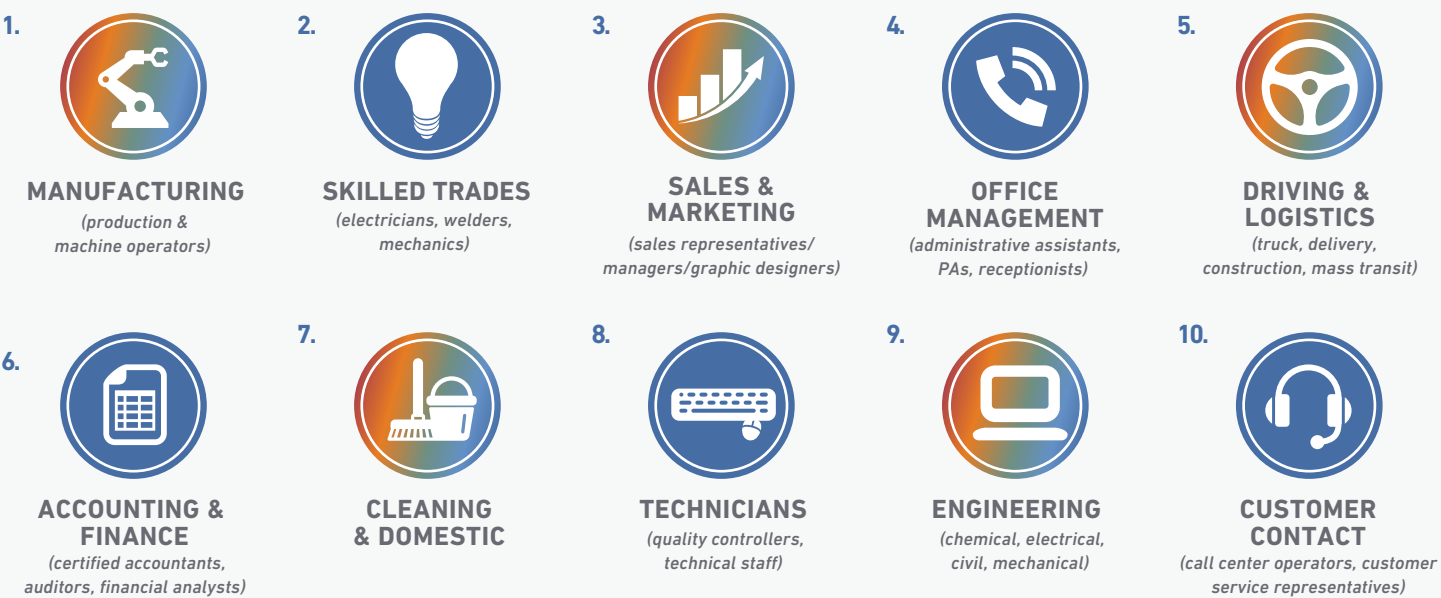 1.
MANUFACTURING
(production &
machine operators)
2.
SKILLED TRADES
(electricians, welders,
mechanics)
3.
SALES &
MARKETING
(sales representatives/
managers/graphic designers)
4.
OFFICE
MANAGEMENT
(administrative assistants,
PAs, receptionists)
5.
DRIVING &
LOGISTICS
(truck, delivery,
construction, mass transit)
6.
ACCOUNTING &
FINANCE
(certified accountants,
auditors, financial analysts)
7.
CLEANING
& DOMESTIC
8.
TECHNICIANS
(quality controllers,
technical staff)
9.
ENGINEERING
(chemical, electrical,
civil, mechanical)
10.
CUSTOMER
CONTACT
(call center operators, customer
service representatives)